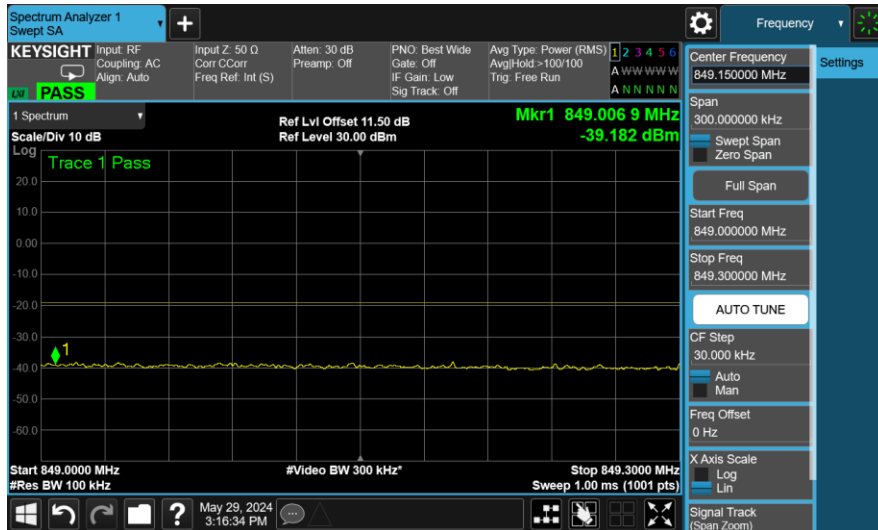 Spectrum Analyzer 1
Swept SA
+
Frequency
KEYSIGHT
LXI
PASS
Input: RF
Coupling: AC
Align: Auto
Input Z: 50 Ω
Corr CCorr
Freq Ref: Int (S)
Atten: 30 dB
Preamp: Off
PNO: Best Wide
Gate: Off
IF Gain: Low
Sig Track: Off
Avg Type: Power (RMS)
Avg|Hold:>100/100
Trig: Free Run
1 2 3 4 5 6
A W W W W W
A N N N N N
1 Spectrum
Scale/Div 10 dB
Ref Lvl Offset 11.50 dB
Ref Level 30.00 dBm
Mkr1 849.006 9 MHz
-39.182 dBm
Log
Trace 1 Pass
20.0
10.0
0.00
-10.0
-20.0
-30.0
-40.0
-50.0
-60.0
1
Start 849.0000 MHz
#Res BW 100 kHz
#Video BW 300 kHz*
Stop 849.3000 MHz
Sweep 1.00 ms (1001 pts)
May 29, 2024
3:16:34 PM
?
Center Frequency
849.150000 MHz
Settings
Span
300.000000 kHz
Swept Span
Zero Span
Full Span
Start Freq
849.000000 MHz
Stop Freq
849.300000 MHz
AUTO TUNE
CF Step
30.000 kHz
Auto
Man
Freq Offset
0 Hz
X Axis Scale
Log
Lin
Signal Track
(Span Zoom)